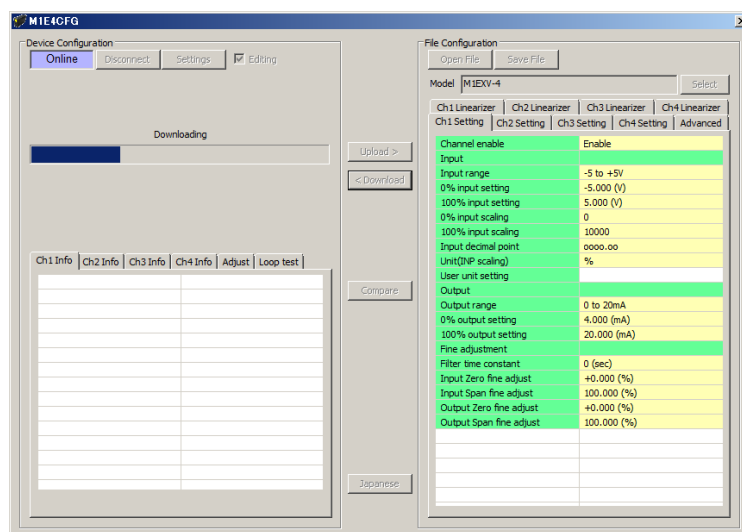 M1E4CFG
Device Configuration
Online Disconnect Settings Editing
Downloading
Ch1 Info Ch2 Info Ch3 Info Ch4 Info Adjust Loop test
Upload >
< Download
Compare
Japanese
File Configuration
Open File Save File
Model M1EXV-4 Select
Ch1 Linearizer Ch2 Linearizer Ch3 Linearizer Ch4 Linearizer
Ch1 Setting Ch2 Setting Ch3 Setting Ch4 Setting Advanced
Channel enable Enable
Input
Input range -5 to +5V
0% input setting -5.000 (V)
100% input setting 5.000 (V)
0% input scaling 0
100% input scaling 10000
Input decimal point oooo.oo
Unit(INP scaling) %
User unit setting
Output
Output range 0 to 20mA
0% output setting 4.000 (mA)
100% output setting 20.000 (mA)
Fine adjustment
Filter time constant 0 (sec)
Input Zero fine adjust +0.000 (%)
Input Span fine adjust 100.000 (%)
Output Zero fine adjust +0.000 (%)
Output Span fine adjust 100.000 (%)